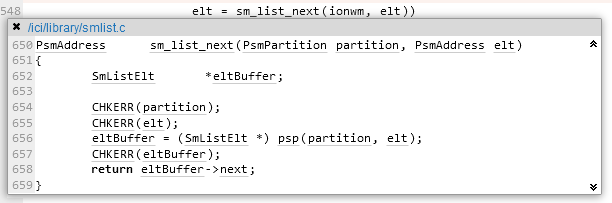 548 elt = sm_list_next(ionwm, elt))
✖ /ici/library/smlist.c
650 PsmAddress sm_list_next(PsmPartition partition, PsmAddress elt)
651 {
652 SmListElt *eltBuffer;
653
654 CHKERR(partition);
655 CHKERR(elt);
656 eltBuffer = (SmListElt *) psp(partition, elt);
657 CHKERR(eltBuffer);
658 return eltBuffer->next;
659 }